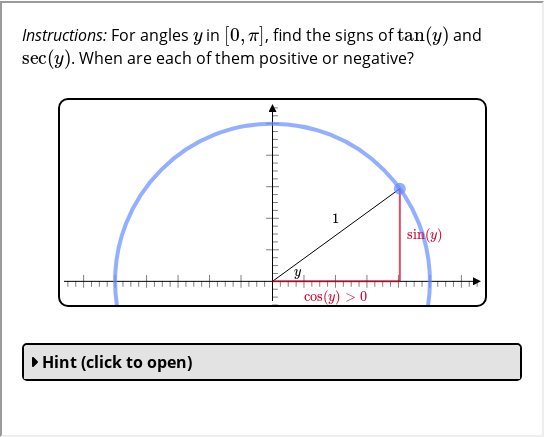 Instructions: For angles y in [0, π], find the signs of tan(y) and
sec(y). When are each of them positive or negative?
1
sin(y)
y
cos(y) > 0
Hint (click to open)